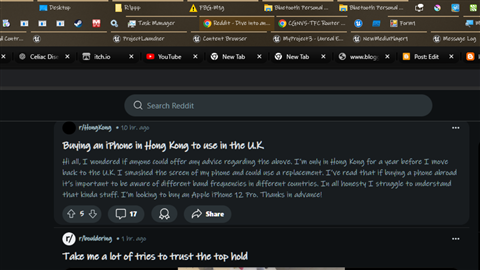 Desktop
Ripps
FBG-Mtg
Bluetooth Personal ...
Bluetooth Personal ...
Task Manager
Reddit - Dive into an...
CGNV5-TFC Router ...
Form1
d Contr...
ProjectLauncher
Content Browser
MyProject3 - Unreal E...
NewMediaPlayer1
Message Log
Celiac Dis
itch.io
YouTube
New Tab
New Tab
www.blog
Post: Edit
Search Reddit
r/HongKong • 10 hr. ago
Buying an iPhone in Hong Kong to use in the U.K.
Hi all, I wondered if anyone could offer any advice regarding the above. I'm only in Hong Kong for a year before I move
back to the U.K. I smashed the screen of my phone and could use a replacement. I've read that if buying a phone abroad
it's important to be aware of different band frequencies in different countries. In all honesty I struggle to understand
that kinda stuff. I'm looking to buy an Apple iPhone 12 Pro. Thanks in advance!
5
17
Share
r/bouldering • 1 hr. ago
Take me a lot of tries to trust the top hold